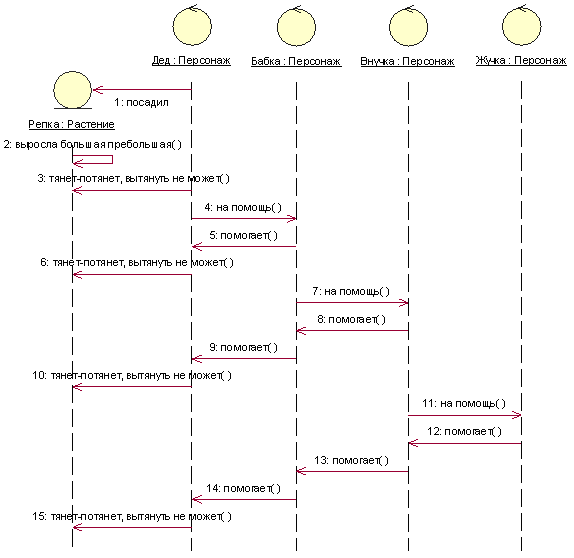 Дед : Персонаж
Бабка : Персонаж
Внучка : Персонаж
Жучка : Персонаж
1: посадил
Репка : Растение
2: выросла большая пребольшая( )
3: тянет-потянет, вытянуть не может( )
4: на помощь( )
5: помогает( )
6: тянет-потянет, вытянуть не может( )
7: на помощь( )
8: помогает( )
9: помогает( )
10: тянет-потянет, вытянуть не может( )
11: на помощь( )
12: помогает( )
13: помогает( )
14: помогает( )
15: тянет-потянет, вытянуть не может( )